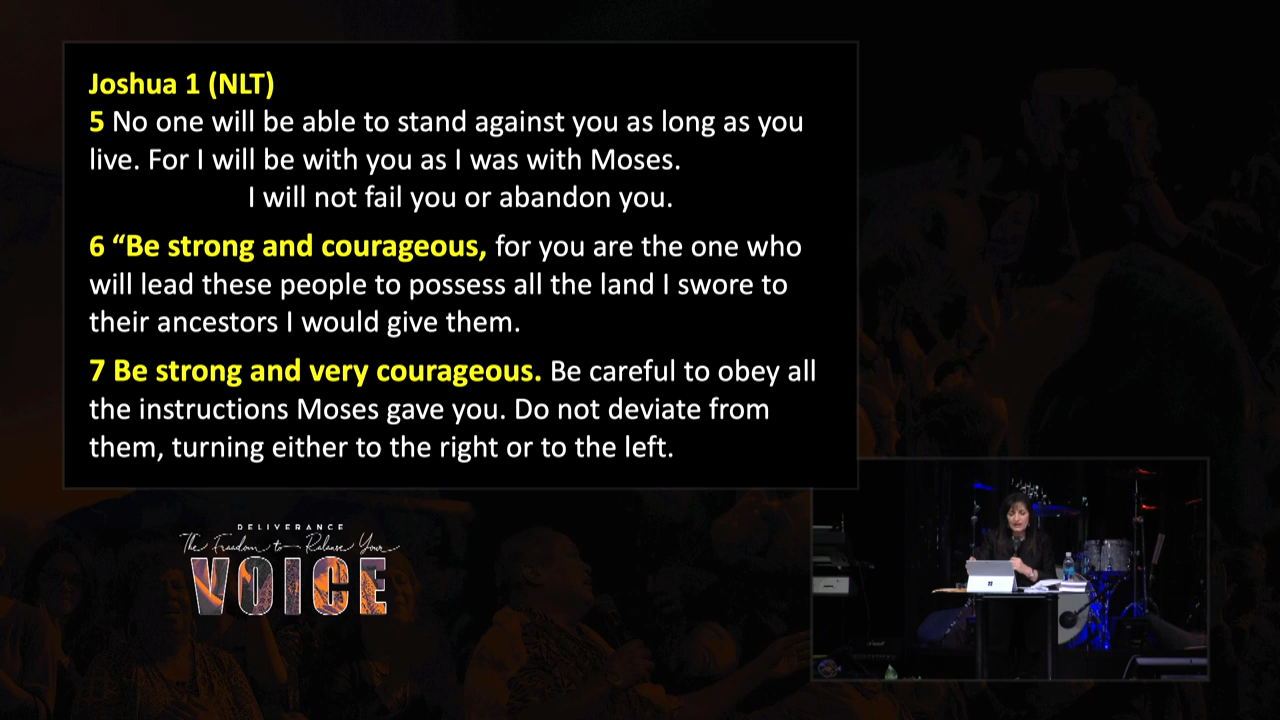 Joshua 1 (NLT)
5 No one will be able to stand against you as long as you
live. For I will be with you as I was with Moses.
I will not fail you or abandon you.
6 “Be strong and courageous, for you are the one who
will lead these people to possess all the land I swore to
their ancestors I would give them.
7 Be strong and very courageous. Be careful to obey all
the instructions Moses gave you. Do not deviate from
them, turning either to the right or to the left.
DELIVERANCE
The Freedom to Release Your
VOICE